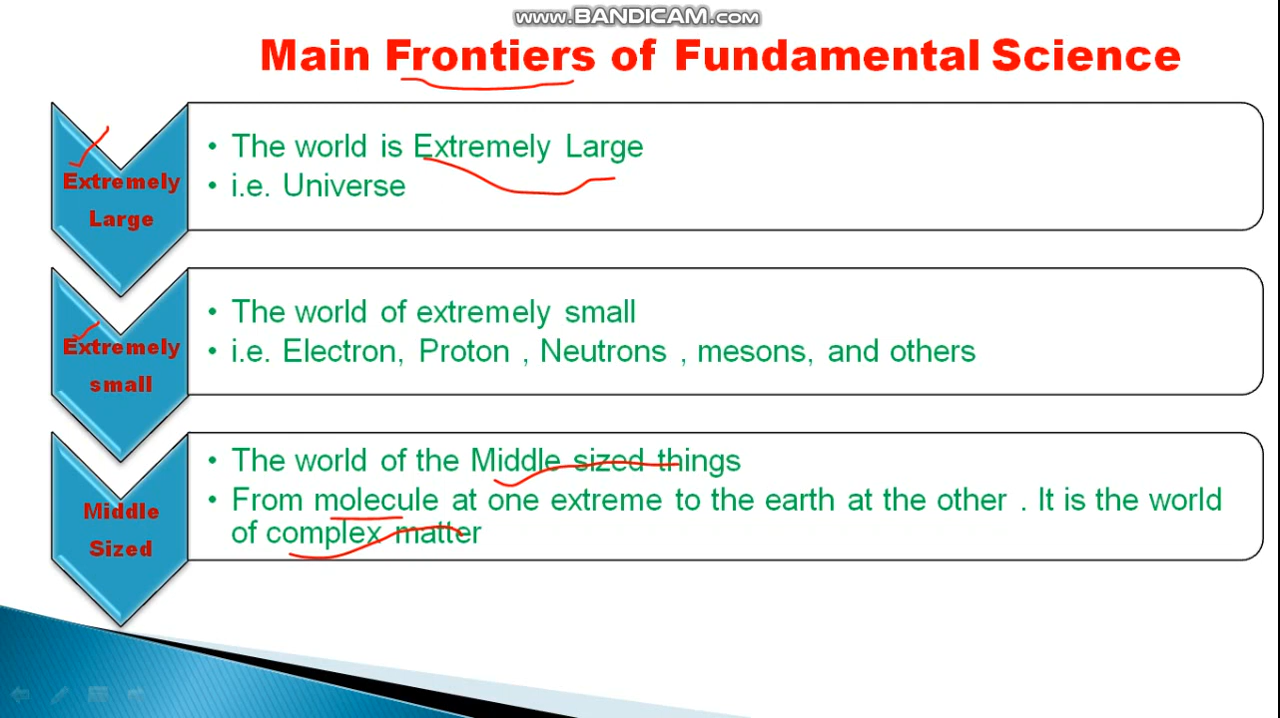 www.BANDICAM.com
Main Frontiers of Fundamental Science
Extremely
Large
• The world is Extremely Large
• i.e. Universe
Extremely
small
• The world of extremely small
• i.e. Electron, Proton , Neutrons , mesons, and others
Middle
Sized
• The world of the Middle sized things
• From molecule at one extreme to the earth at the other . It is the world
of complex matter